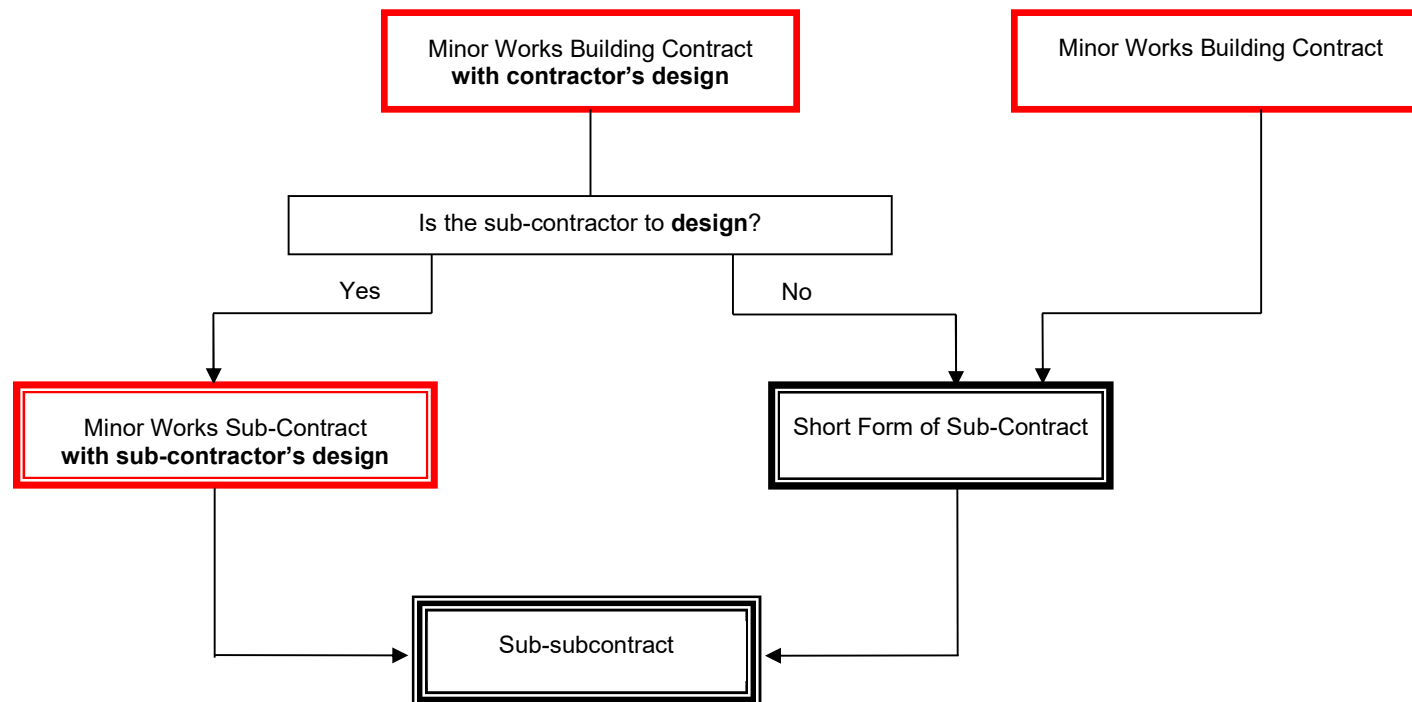 Minor Works Building Contract
with contractor’s design
Minor Works Building Contract
Is the sub-contractor to design?
Yes
No
Minor Works Sub-Contract
with sub-contractor’s design
Short Form of Sub-Contract
Sub-subcontract